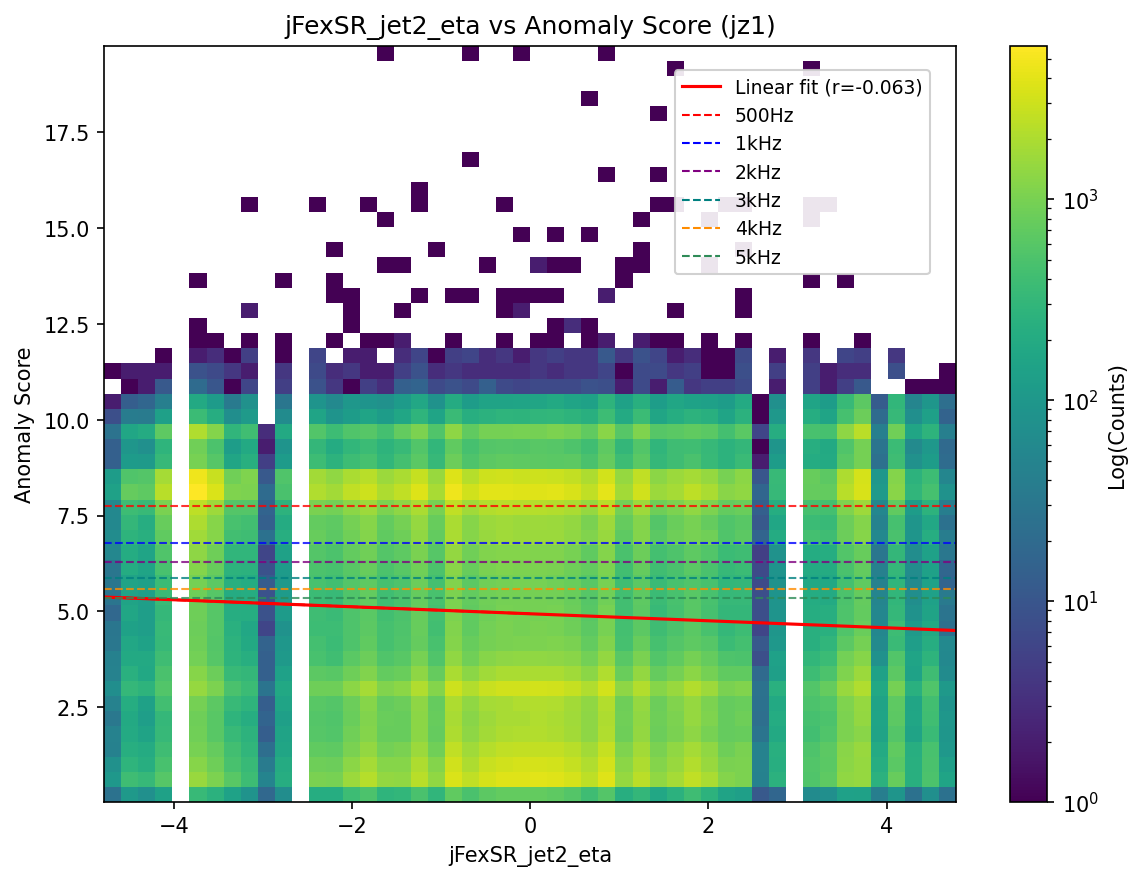 jFexSR_jet2_eta vs Anomaly Score (jz1)
Linear fit (r=-0.063)
500Hz
1kHz
2kHz
3kHz
4kHz
5kHz
17.5
15.0
12.5
10.0
7.5
5.0
2.5
Anomaly Score
−4
−2
0
2
4
jFexSR_jet2_eta
10³
10²
10¹
10⁰
Log(Counts)